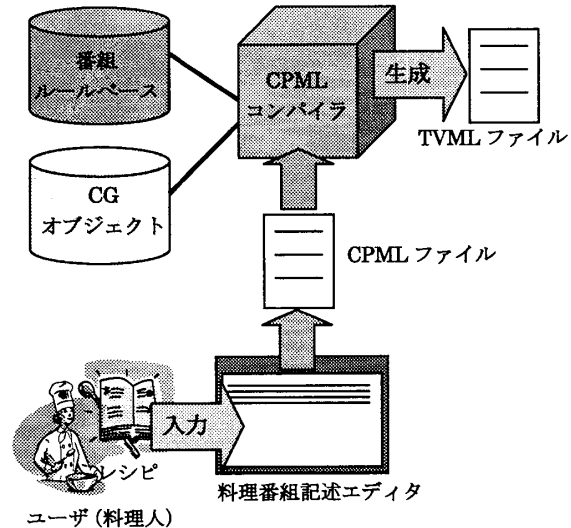 番組
ルールベース
CPML
コンパイラ
生成
TVML ファイル
CG
オブジェクト
CPML ファイル
入力
レシピ
料理番組記述エディタ
ユーザ(料理人)